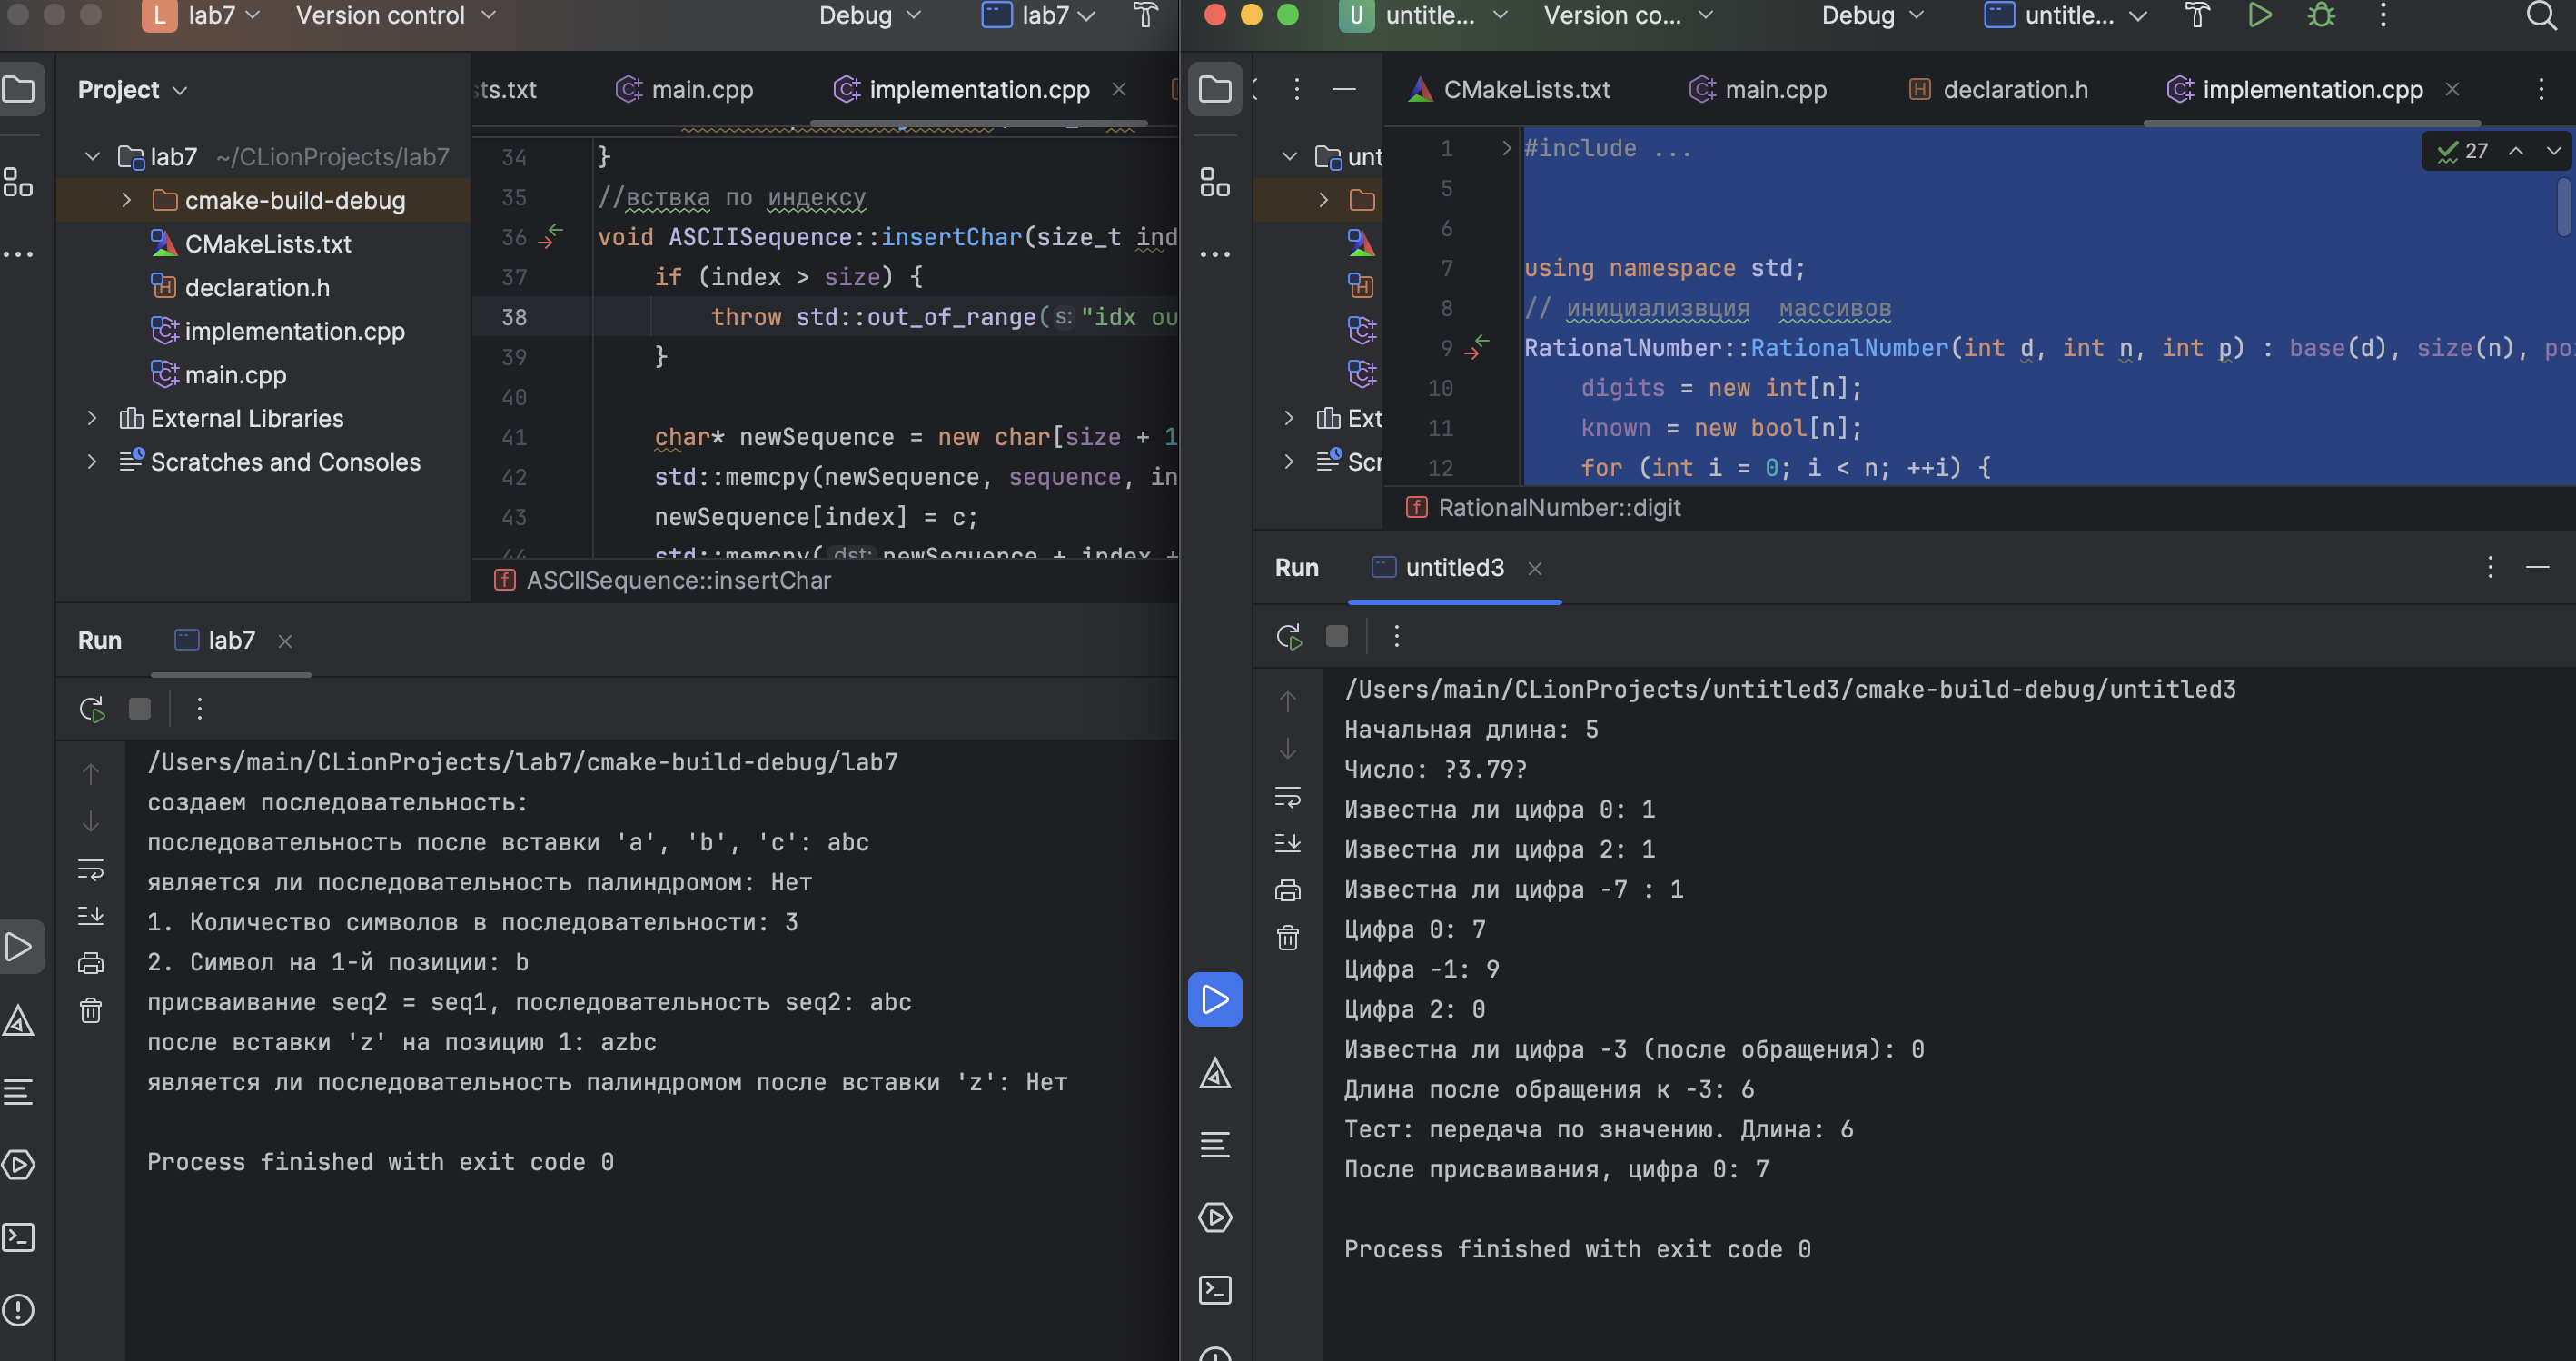 L lab7 Version control Debug lab7
Project
lab7 ~/CLionProjects/lab7
cmake-build-debug
CMakeLists.txt
declaration.h
implementation.cpp
main.cpp
External Libraries
Scratches and Consoles
ts.txt main.cpp implementation.cpp
34 }
35 //вствка по индексу
36 void ASCIISequence::insertChar(size_t ind
37 if (index > size) {
38 throw std::out_of_range( s: "idx ou
39 }
40
41 char* newSequence = new char[size + 1
42 std::memcpy(newSequence, sequence, in
43 newSequence[index] = c;
44 std::memcpy( dst: newSequence + index +
ASCIISequence::insertChar
Run lab7
/Users/main/CLionProjects/lab7/cmake-build-debug/lab7
создаем последовательность:
последовательность после вставки 'a', 'b', 'c': abc
является ли последовательность палиндромом: Нет
1. Количество символов в последовательности: 3
2. Символ на 1-й позиции: b
присваивание seq2 = seq1, последовательность seq2: abc
после вставки 'z' на позицию 1: azbc
является ли последовательность палиндромом после вставки 'z': Нет
Process finished with exit code 0
U untitle... Version co... Debug untitle...
unt
Ext
Scr
CMakeLists.txt main.cpp declaration.h implementation.cpp
27
1 #include ...
5
6
7 using namespace std;
8 // инициализвция  массивов
9 RationalNumber::RationalNumber(int d, int n, int p) : base(d), size(n), po
10 digits = new int[n];
11 known = new bool[n];
12 for (int i = 0; i < n; ++i) {
RationalNumber::digit
Run untitled3
/Users/main/CLionProjects/untitled3/cmake-build-debug/untitled3
Начальная длина: 5
Число: ?3.79?
Известна ли цифра 0: 1
Известна ли цифра 2: 1
Известна ли цифра -7 : 1
Цифра 0: 7
Цифра -1: 9
Цифра 2: 0
Известна ли цифра -3 (после обращения): 0
Длина после обращения к -3: 6
Тест: передача по значению. Длина: 6
После присваивания, цифра 0: 7
Process finished with exit code 0